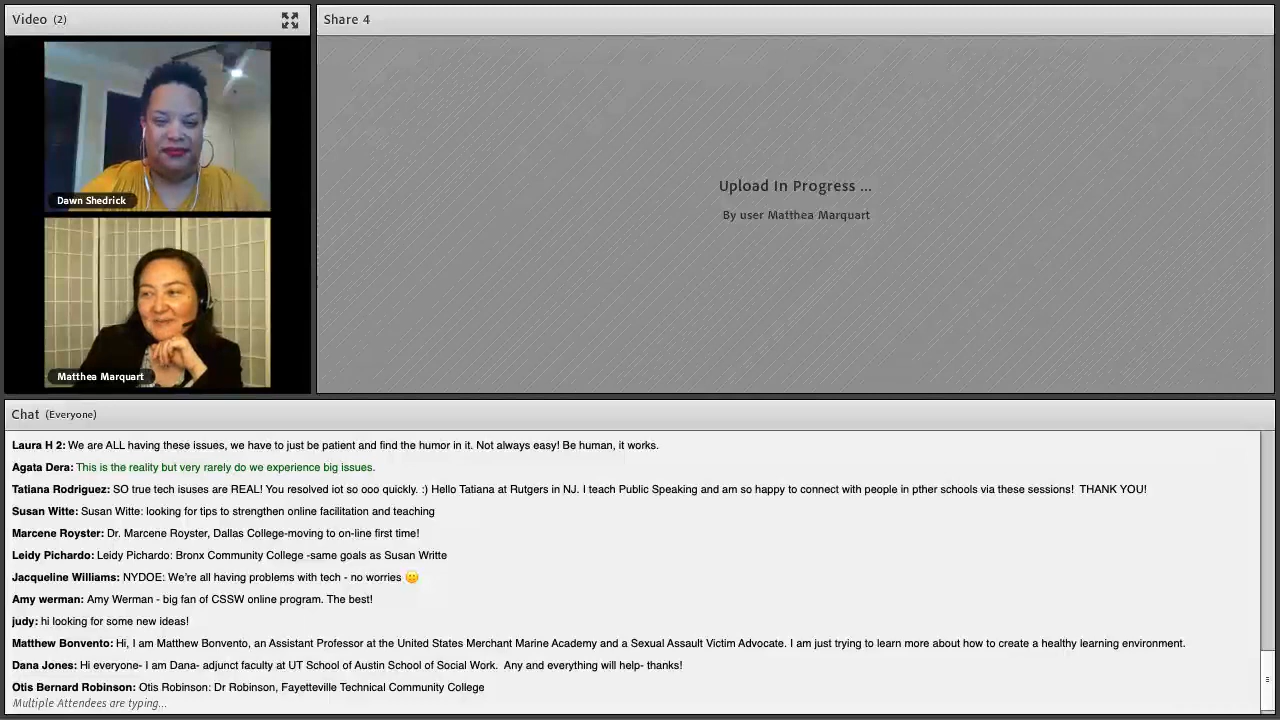 Video (2)
Share 4
Dawn Shedrick
Matthea Marquart
Upload In Progress ...
By user Matthea Marquart
Chat (Everyone)
Laura H 2: We are ALL having these issues, we have to just be patient and find the humor in it. Not always easy! Be human, it works.
Agata Dera: This is the reality but very rarely do we experience big issues.
Tatiana Rodriguez: SO true tech isuses are REAL! You resolved iot so ooo quickly. :) Hello Tatiana at Rutgers in NJ. I teach Public Speaking and am so happy to connect with people in pther schools via these sessions! THANK YOU!
Susan Witte: Susan Witte: looking for tips to strengthen online facilitation and teaching
Marcene Royster: Dr. Marcene Royster, Dallas College-moving to on-line first time!
Leidy Pichardo: Leidy Pichardo: Bronx Community College -same goals as Susan Writte
Jacqueline Williams: NYDOE: We're all having problems with tech - no worries 🙂
Amy werman: Amy Werman - big fan of CSSW online program. The best!
judy: hi looking for some new ideas!
Matthew Bonvento: Hi, I am Matthew Bonvento, an Assistant Professor at the United States Merchant Marine Academy and a Sexual Assault Victim Advocate. I am just trying to learn more about how to create a healthy learning environment.
Dana Jones: Hi everyone- I am Dana- adjunct faculty at UT School of Austin School of Social Work. Any and everything will help- thanks!
Otis Bernard Robinson: Otis Robinson: Dr Robinson, Fayetteville Technical Community College
Multiple Attendees are typing...